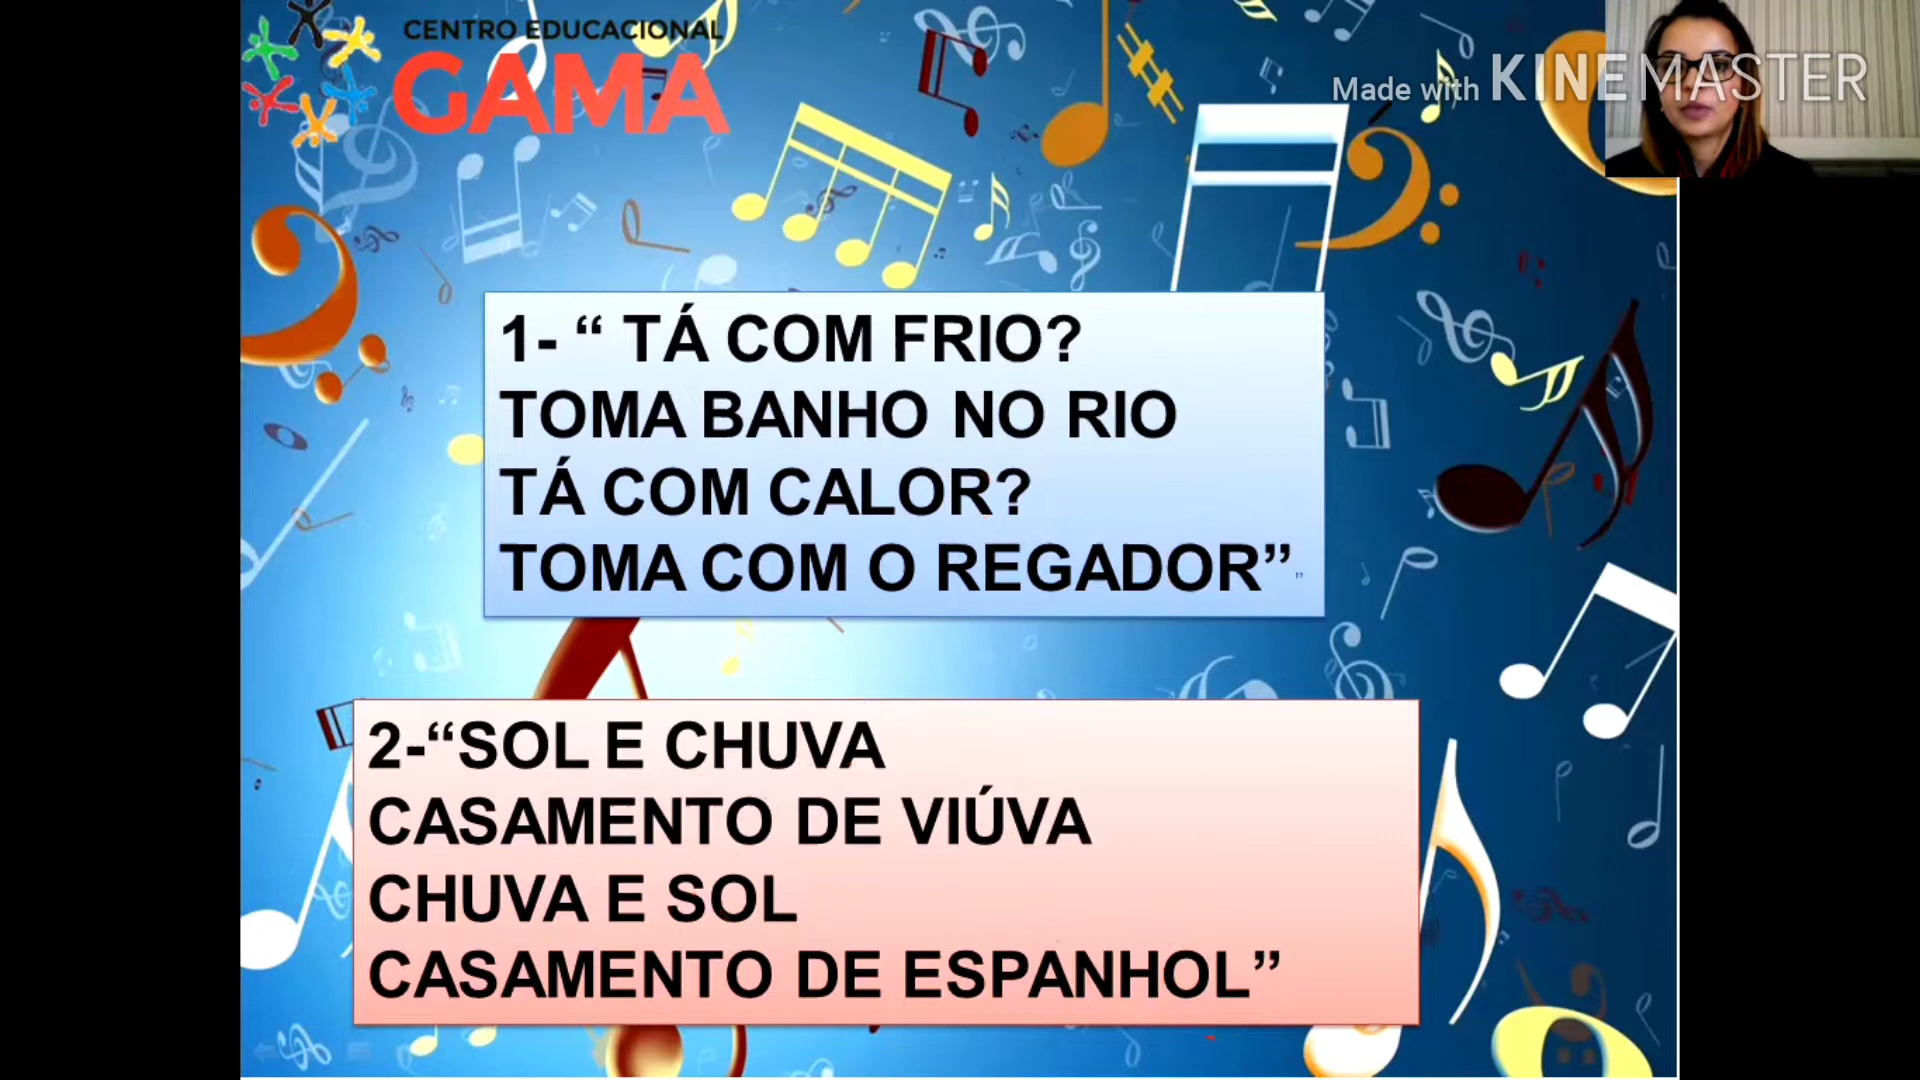 CENTRO EDUCACIONAL
GAMA
Made with KINEMASTER
1- “ TÁ COM FRIO?
TOMA BANHO NO RIO
TÁ COM CALOR?
TOMA COM O REGADOR””
2-“SOL E CHUVA
CASAMENTO DE VIÚVA
CHUVA E SOL
CASAMENTO DE ESPANHOL”